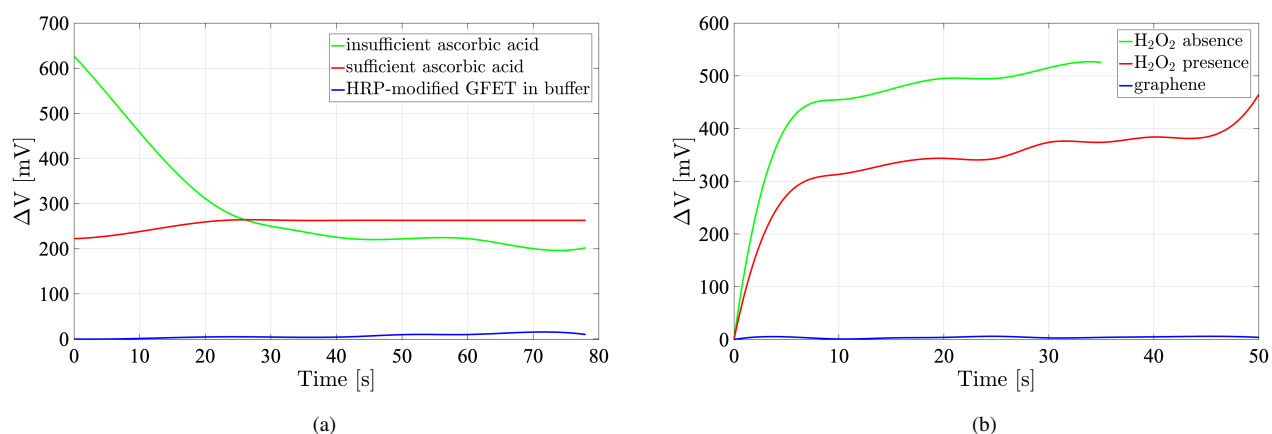 700
600
500
400
300
200
100
0
ΔV [mV]
insufficient ascorbic acid
sufficient ascorbic acid
HRP-modified GFET in buffer
0 10 20 30 40 50 60 70 80
Time [s]
(a)
600
500
400
300
200
100
0
ΔV [mV]
H₂O₂ absence
H₂O₂ presence
graphene
0 10 20 30 40 50
Time [s]
(b)